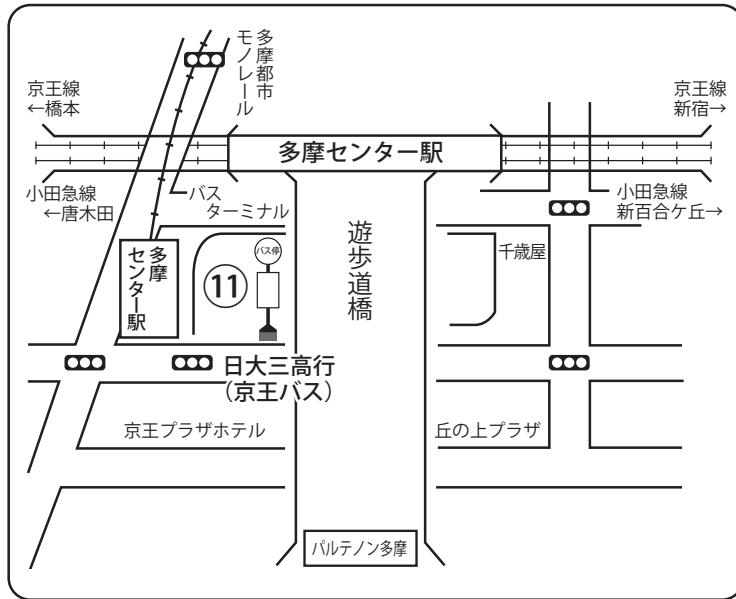 多摩都市
モノレール
京王線
←橋本
京王線
新宿→
多摩センター駅
小田急線
←唐木田
バス
ターミナル
小田急線
新百合ケ丘→
遊歩道橋
千歳屋
多摩
センター駅
11
バス停
日大三高行
（京王バス）
京王プラザホテル
丘の上プラザ
パルテノン多摩